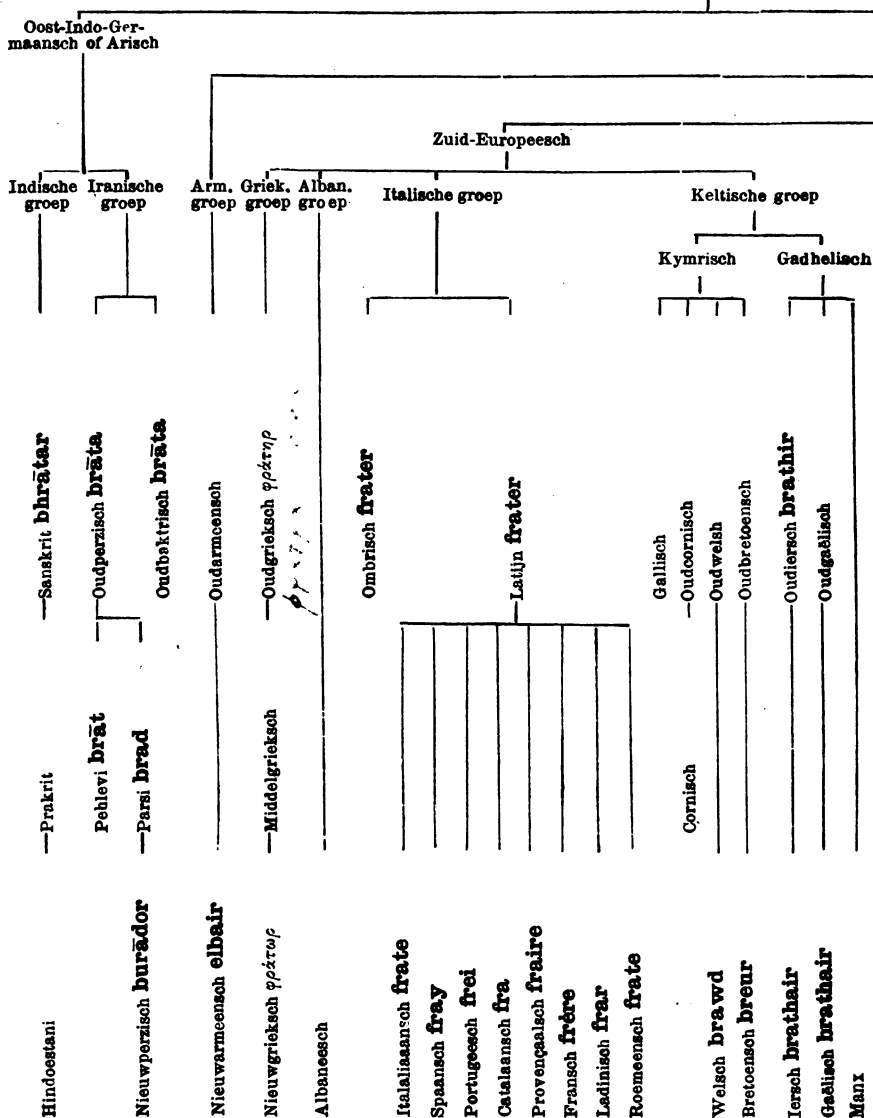 Oost-Indo-Ger-
maansch of Arisch
Zuid-Europeesch
Indische
groep
Iranische
groep
Arm.
groep
Griek.
groep
Alban.
groep
Italische groep
Keltische groep
Kymrisch
Gadhelisch
Sanskrit bhrātar
Oudperzisch brāta
Oudbaktrisch brāta
Oudarmeensch
Oudgrieksch φράτηρ
Ombrisch frater
Latijn frater
Gallisch
Oudcornisch
Oudwelsh
Oudbretoensch
Oudiersch brathir
Oudgaëlisch
Prakrit
Pehlevi brāt
Parsi brad
Middelgrieksch
Cornisch
Hindoestani
Nieuwperzisch burādor
Nieuwarmeensch elbair
Nieuwgrieksch φράτωρ
Albaneesch
Italaliaaansch frate
Spaansch fray
Portugeesch frei
Catalaansch fra
Provençaalsch fraire
Fransch frère
Ladinisch frar
Roemeensch frate
Welsch brawd
Bretoensch breur
Iersch brathair
Gaëlisch brathair
Manx